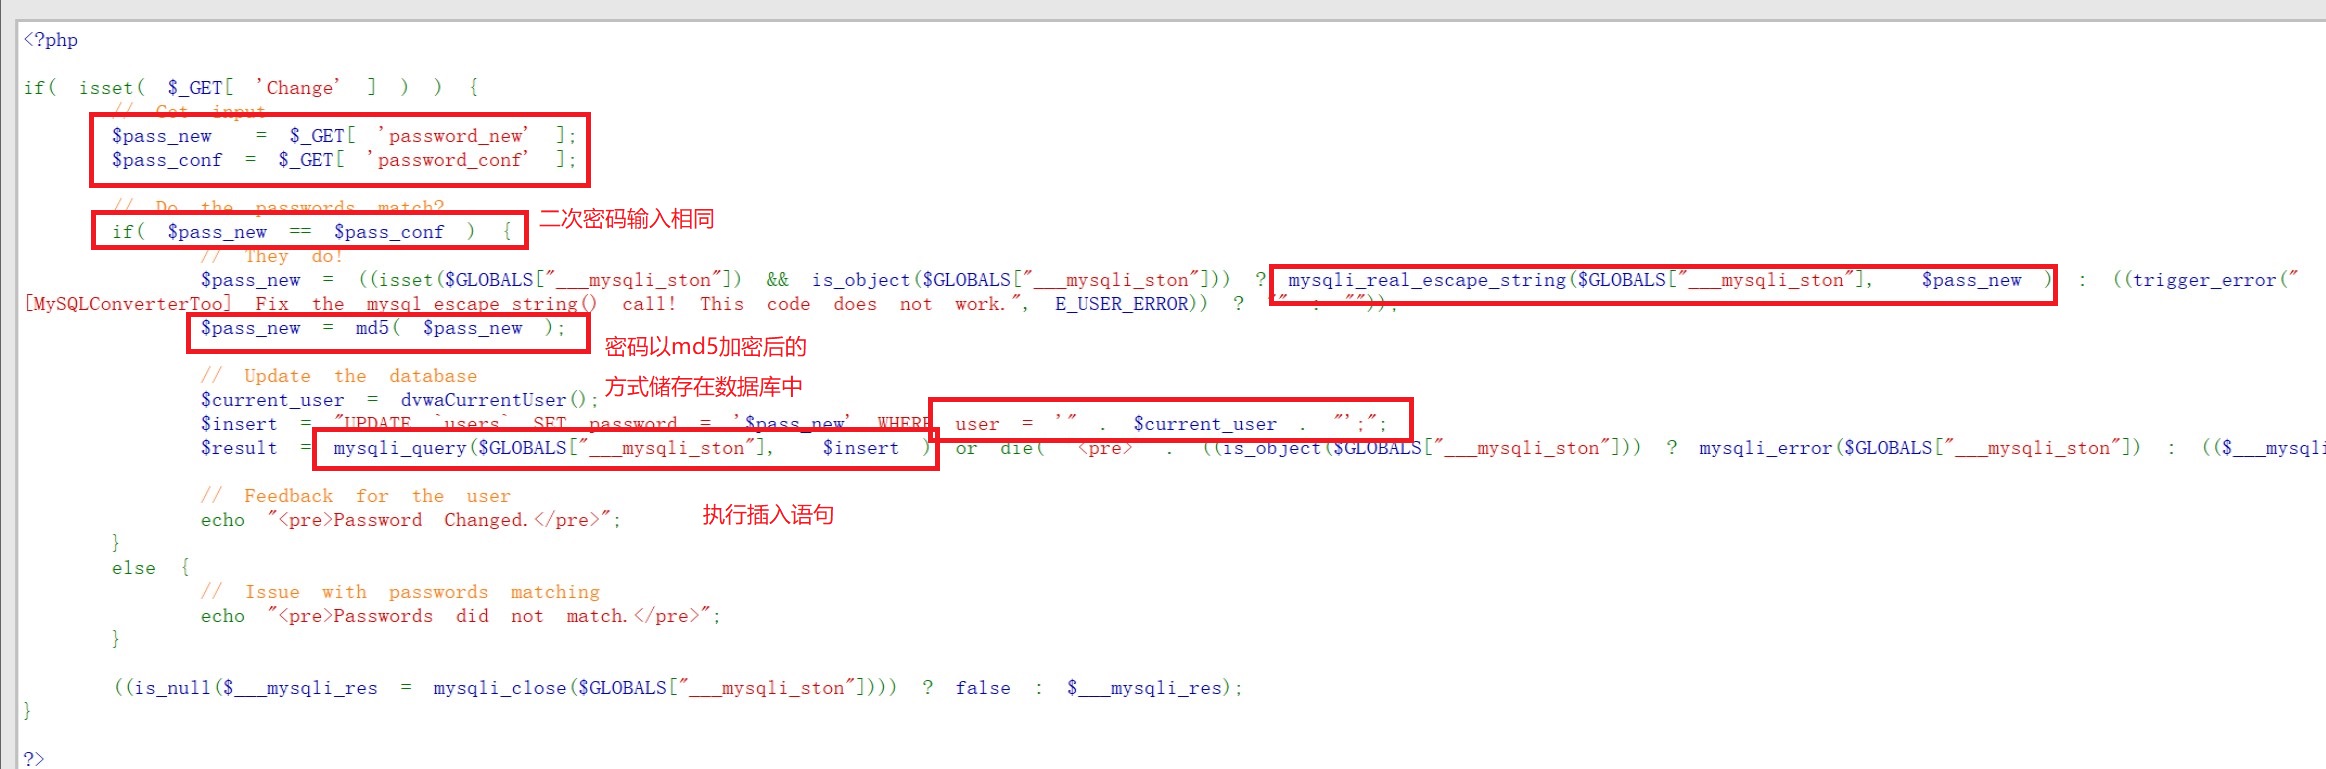 <?php
if( isset( $_GET[ 'Change' ] ) ) {
// Get input
$pass_new = $_GET[ 'password_new' ];
$pass_conf = $_GET[ 'password_conf' ];
// Do the passwords match?
if( $pass_new == $pass_conf ) {
二次密码输入相同
// They do!
$pass_new = ((isset($GLOBALS["___mysqli_ston"]) && is_object($GLOBALS["___mysqli_ston"])) ? mysqli_real_escape_string($GLOBALS["___mysqli_ston"], $pass_new ) : ((trigger_error("
[MySQLConverterToo] Fix the mysql_escape_string() call! This code does not work.", E_USER_ERROR)) ? "" : ""));
$pass_new = md5( $pass_new );
密码以md5加密后的
方式储存在数据库中
// Update the database
$current_user = dvwaCurrentUser();
$insert = "UPDATE `users` SET password = '$pass_new' WHERE user = '" . $current_user . "';";
$result = mysqli_query($GLOBALS["___mysqli_ston"], $insert ) or die( '<pre>' . ((is_object($GLOBALS["___mysqli_ston"])) ? mysqli_error($GLOBALS["___mysqli_ston"]) : (($___mysqli
// Feedback for the user
echo "<pre>Password Changed.</pre>";
执行插入语句
}
else {
// Issue with passwords matching
echo "<pre>Passwords did not match.</pre>";
}
((is_null($___mysqli_res = mysqli_close($GLOBALS["___mysqli_ston"]))) ? false : $___mysqli_res);
}
?>